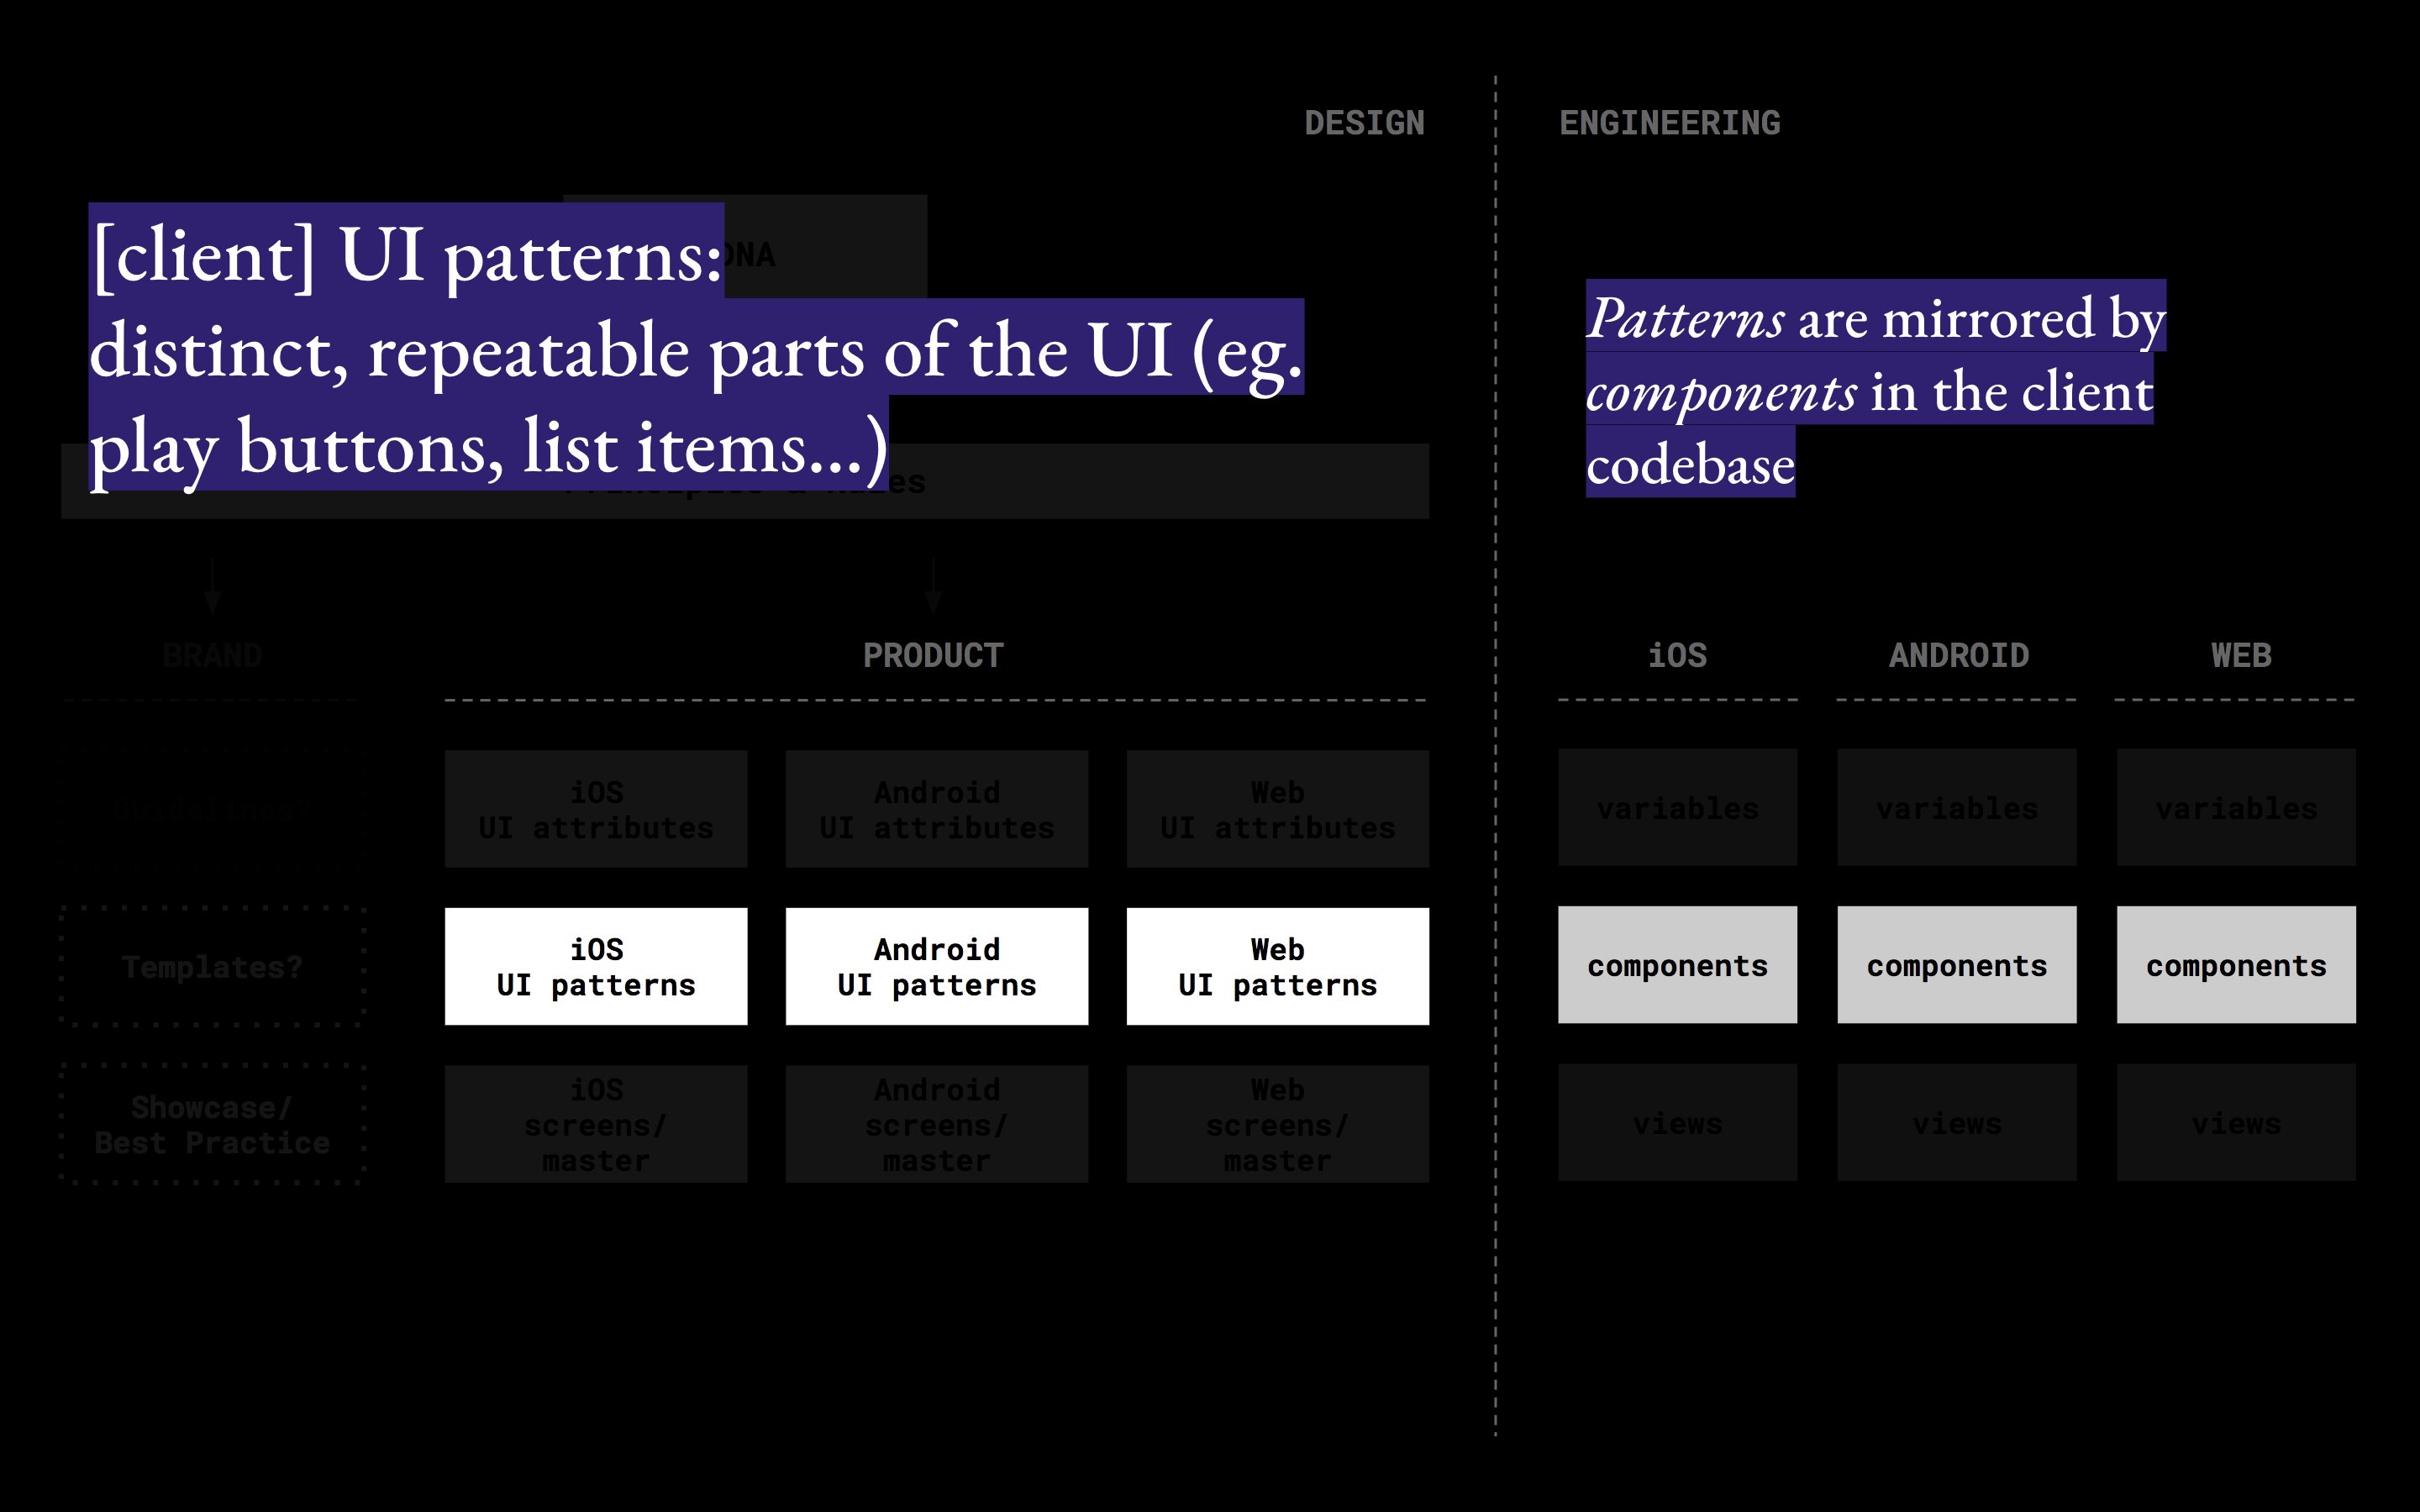 DESIGN
ENGINEERING
[client] UI patterns:
distinct, repeatable parts of the UI (eg.
play buttons, list items...)
DNA
Patterns are mirrored by
components in the client
codebase
BRAND
PRODUCT
iOS
ANDROID
WEB
Guidelines?
iOS
UI attributes
Android
UI attributes
Web
UI attributes
variables
variables
variables
Templates?
iOS
UI patterns
Android
UI patterns
Web
UI patterns
components
components
components
Showcase/
Best Practice
iOS
screens/
master
Android
screens/
master
Web
screens/
master
views
views
views